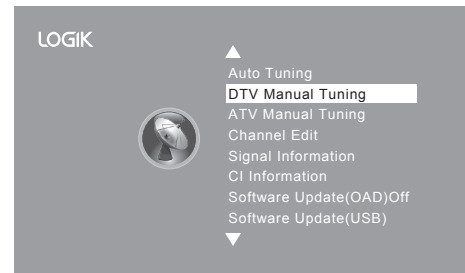 LOGIK
Auto Tuning
DTV Manual Tuning
ATV Manual Tuning
Channel Edit
Signal Information
CI Information
Software Update(OAD)Off
Software Update(USB)